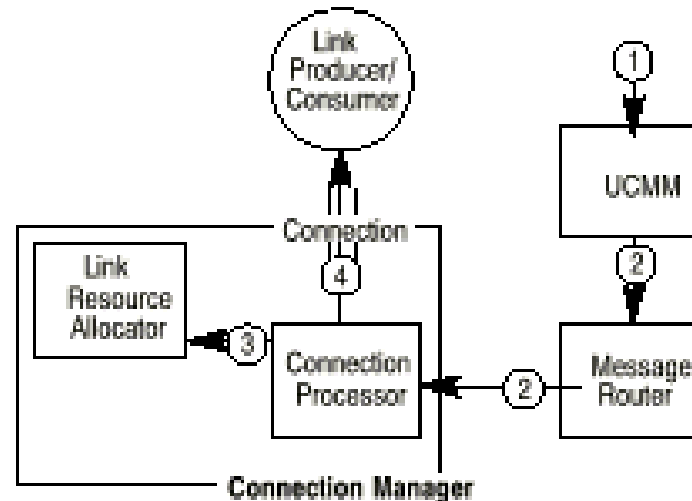 Link
Producer/
Consumer
1
UCMM
Connection
2
Link
Resource
Allocator
4
3
Connection
Processor
2
Message
Router
Connection Manager